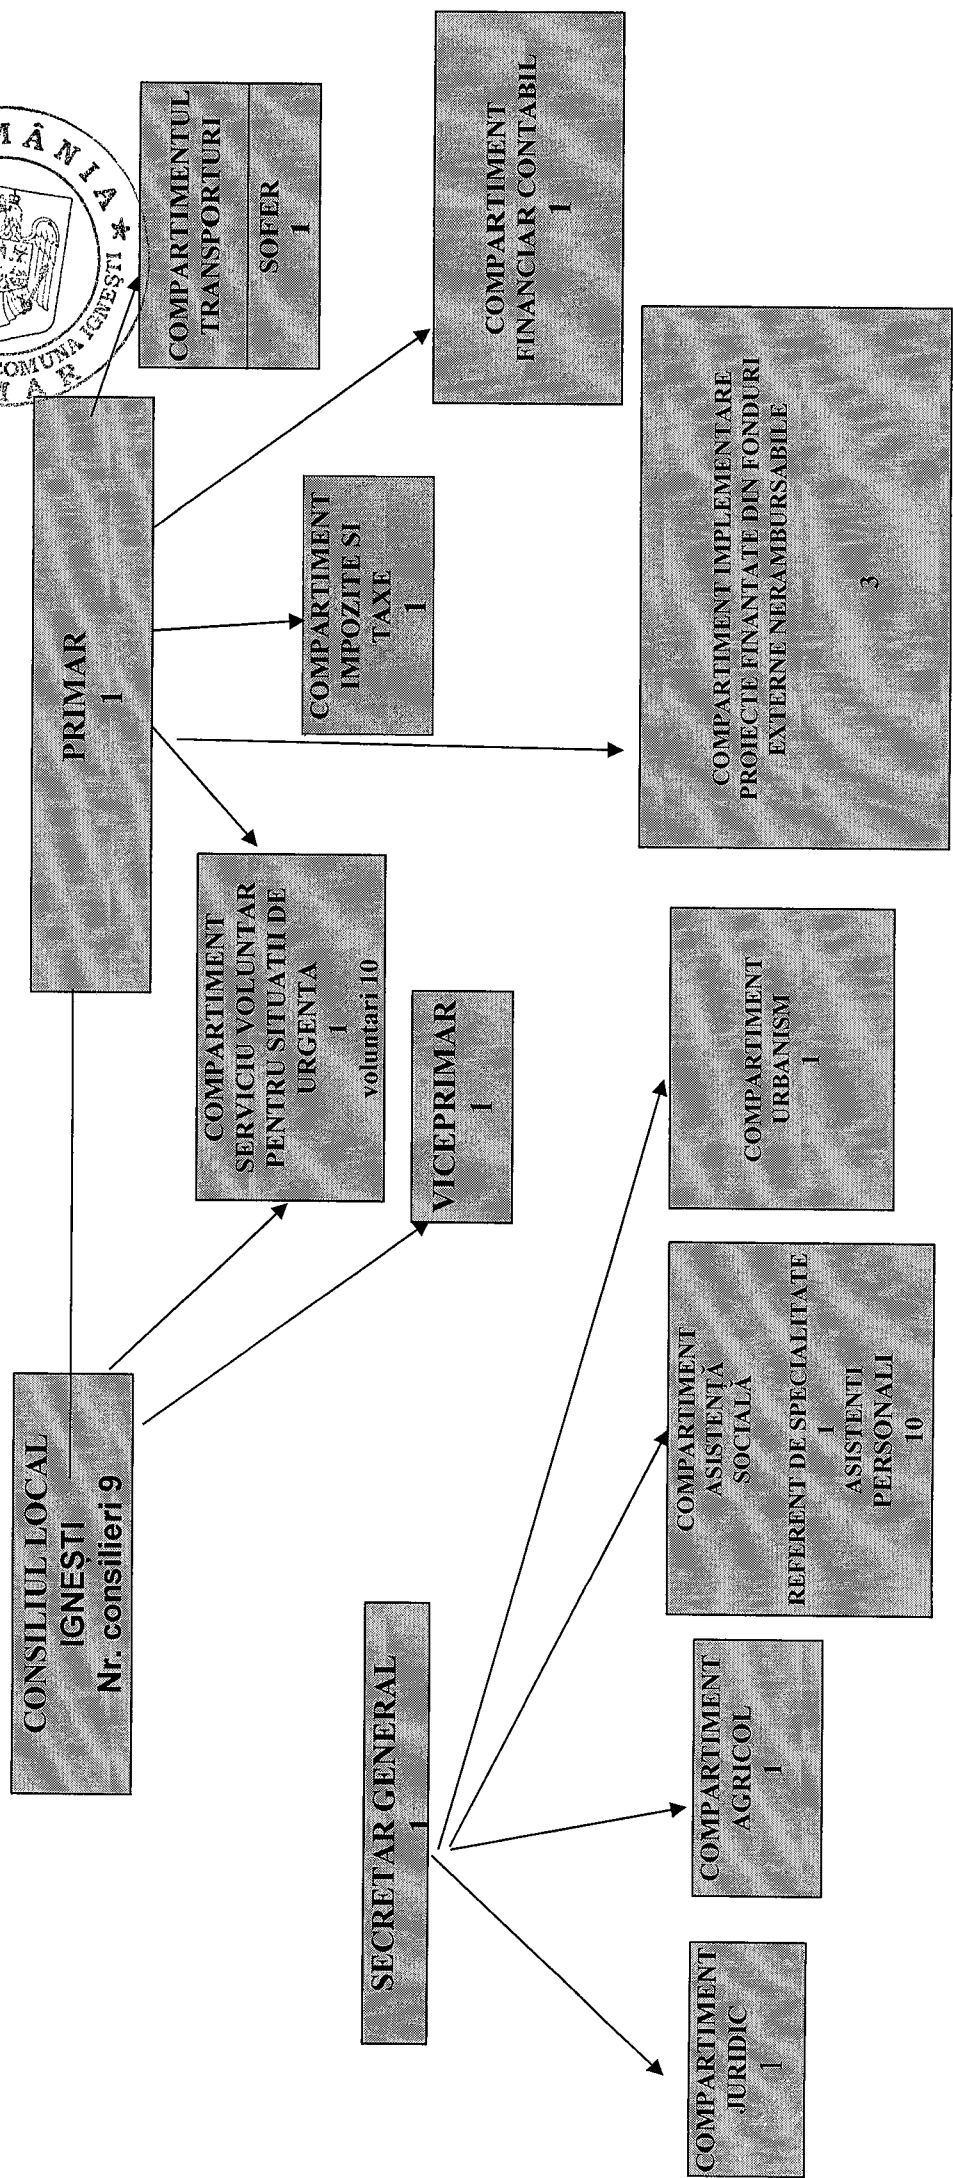 CONSILIUL LOCAL
IGNEȘTI
Nr. consilieri 9
PRIMAR
1
MÂNIA ★
COMUNA IGNEȘTI
MAR
COMPARTIMENTUL
TRANSPORTURI
SOFER
1
COMPARTIMENT
SERVICIU VOLUNTAR
PENTRU SITUATII DE
URGENTA
1
voluntari 10
COMPARTIMENT
IMPOZITE SI
TAXE
1
SECRETAR GENERAL
1
VICEPRIMAR
1
COMPARTIMENT
FINANCIAR CONTABIL
1
COMPARTIMENT
JURIDIC
1
COMPARTIMENT
AGRICOL
1
COMPARTIMENT
ASISTENȚĂ
SOCIALĂ
REFERENT DE SPECIALITATE
1
ASISTENTI
PERSONALI
10
COMPARTIMENT
URBANISM
1
COMPARTIMENT IMPLEMENTARE
PROIECTE FINANTATE DIN FONDURI
EXTERNE NERAMBURSABILE
3